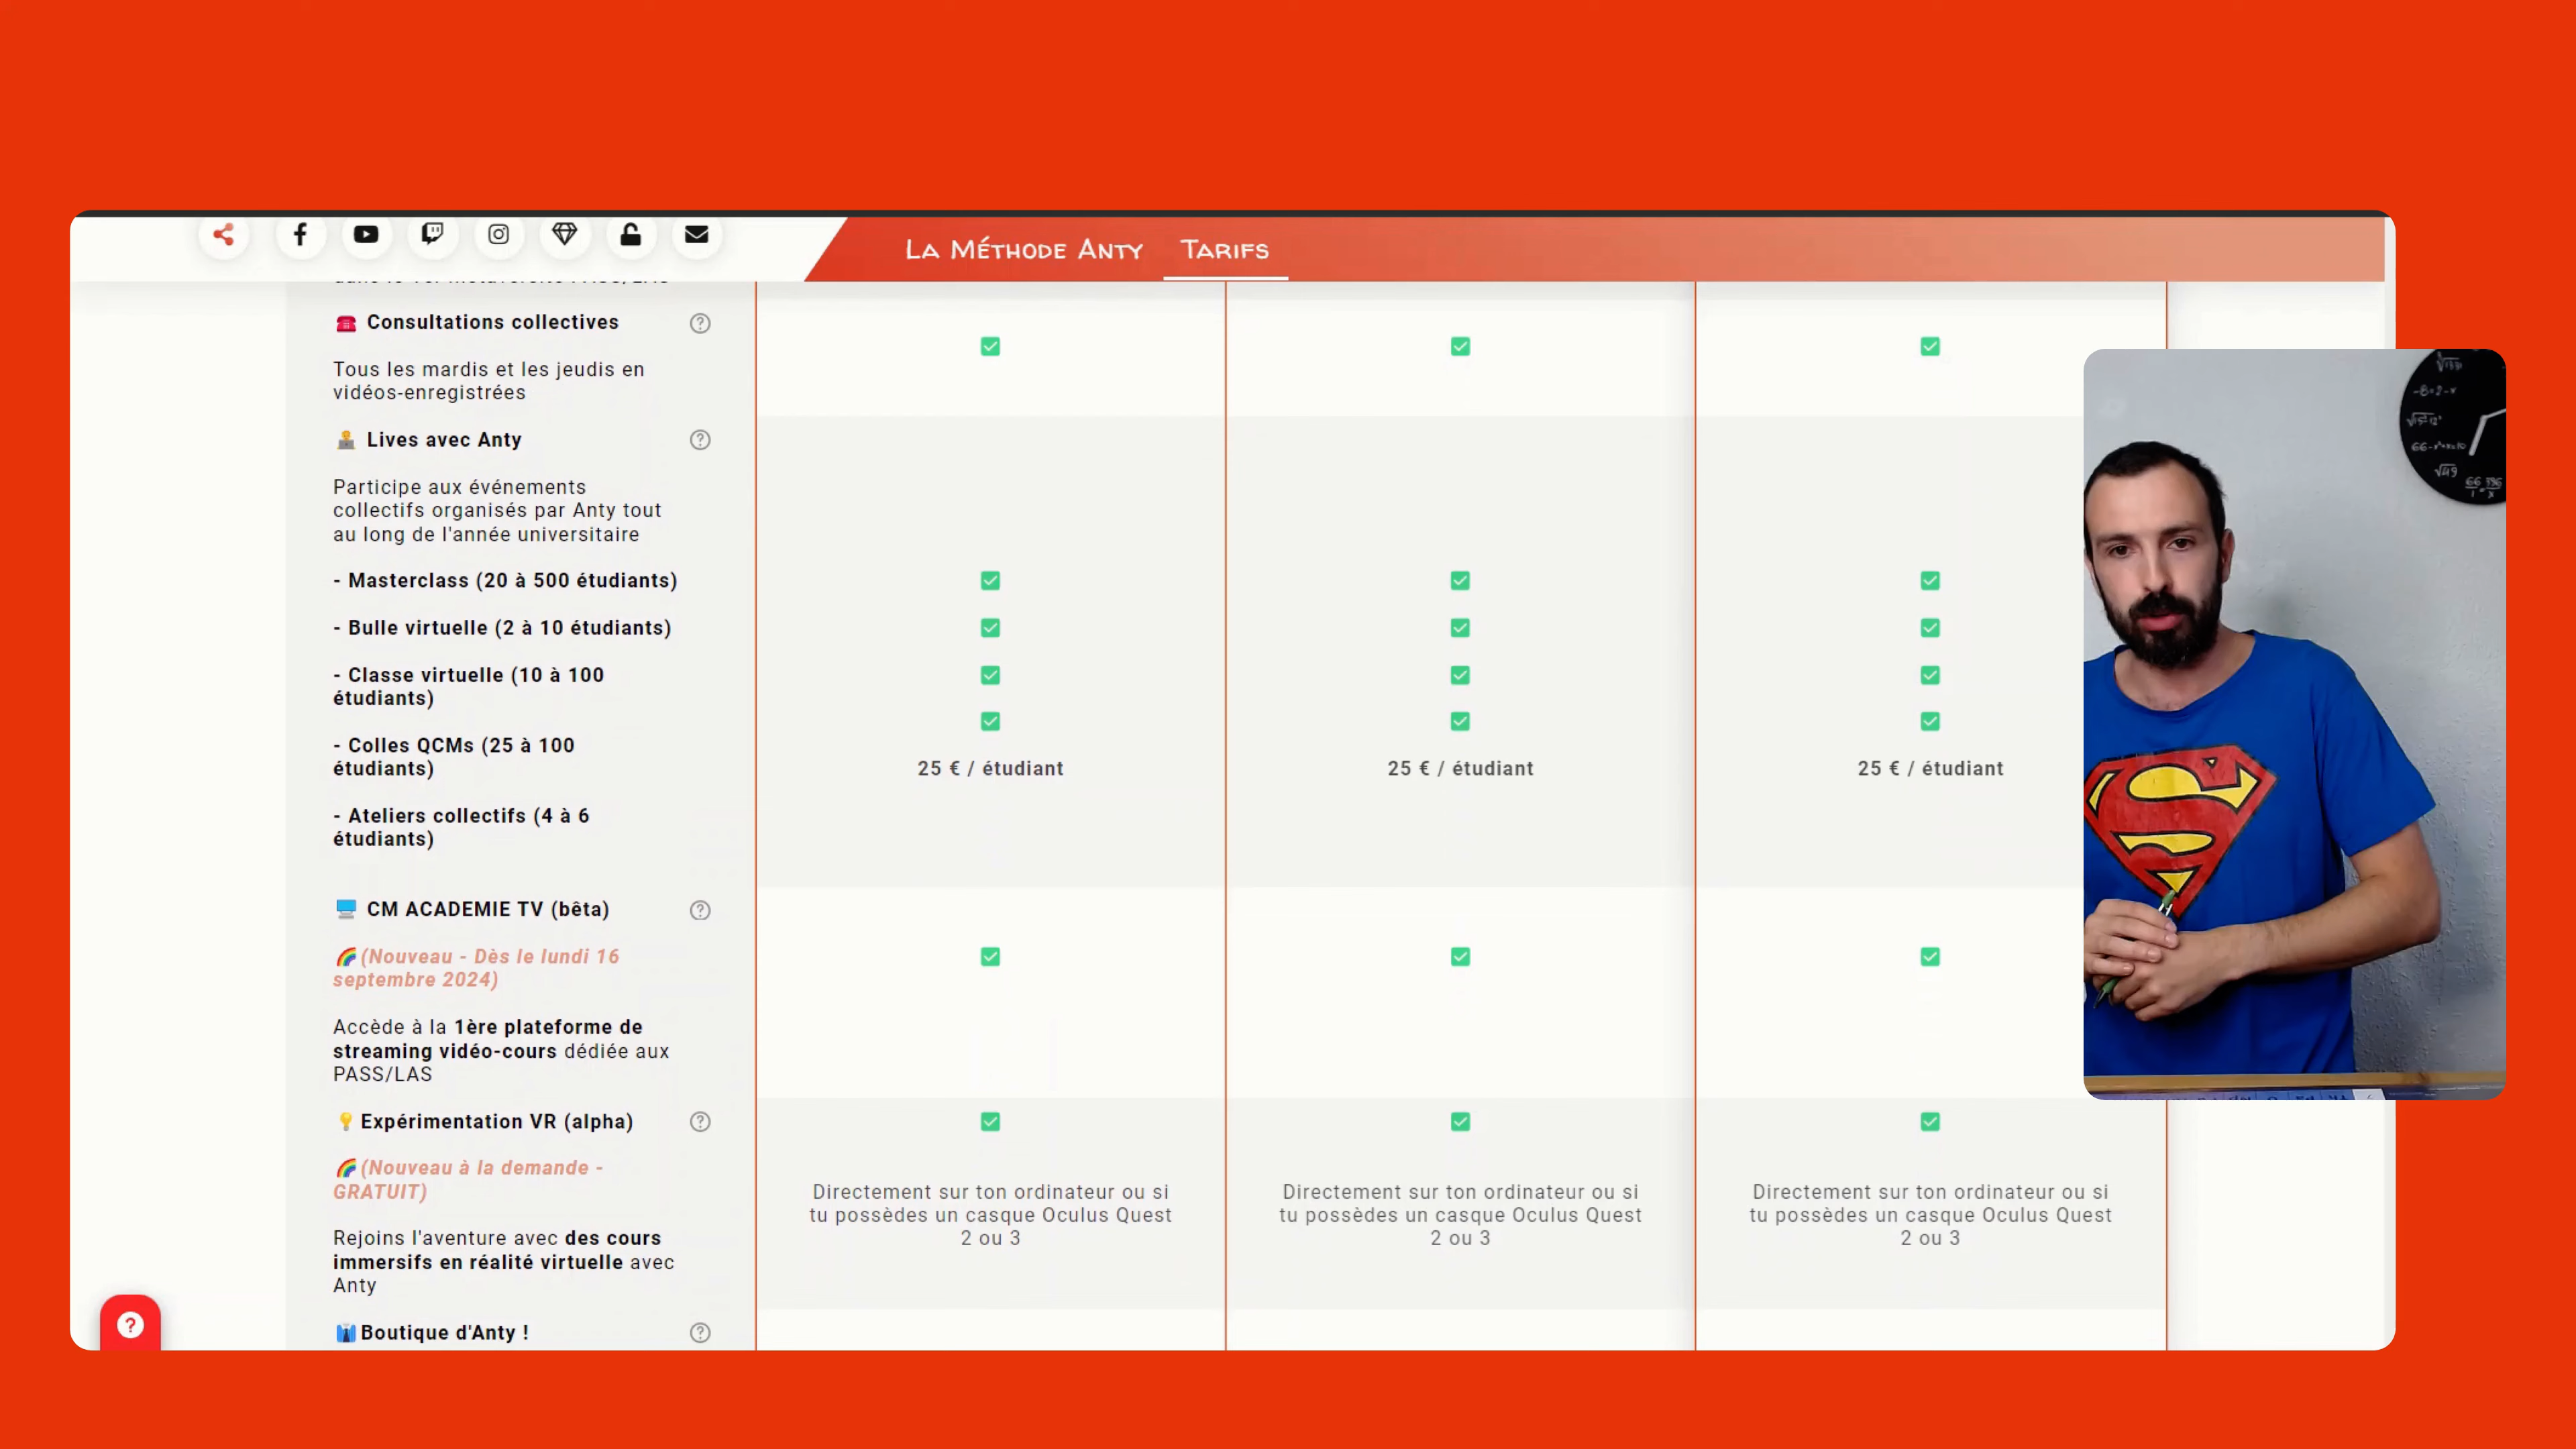 La Méthode Anty Tarifs
☎️ Consultations collectives
Tous les mardis et les jeudis en
vidéos-enregistrées
Lives avec Anty
Participe aux événements
collectifs organisés par Anty tout
au long de l'année universitaire
- Masterclass (20 à 500 étudiants)
- Bulle virtuelle (2 à 10 étudiants)
- Classe virtuelle (10 à 100
étudiants)
- Colles QCMs (25 à 100
étudiants)
25 € / étudiant 25 € / étudiant 25 € / étudiant
- Ateliers collectifs (4 à 6
étudiants)
CM ACADEMIE TV (bêta)
(Nouveau - Dès le lundi 16
septembre 2024)
Accède à la 1ère plateforme de
streaming vidéo-cours dédiée aux
PASS/LAS
Expérimentation VR (alpha)
(Nouveau à la demande -
GRATUIT)
Rejoins l'aventure avec des cours
immersifs en réalité virtuelle avec
Anty
Directement sur ton ordinateur ou si
tu possèdes un casque Oculus Quest
2 ou 3
Directement sur ton ordinateur ou si
tu possèdes un casque Oculus Quest
2 ou 3
Directement sur ton ordinateur ou si
tu possèdes un casque Oculus Quest
2 ou 3
Boutique d'Anty !